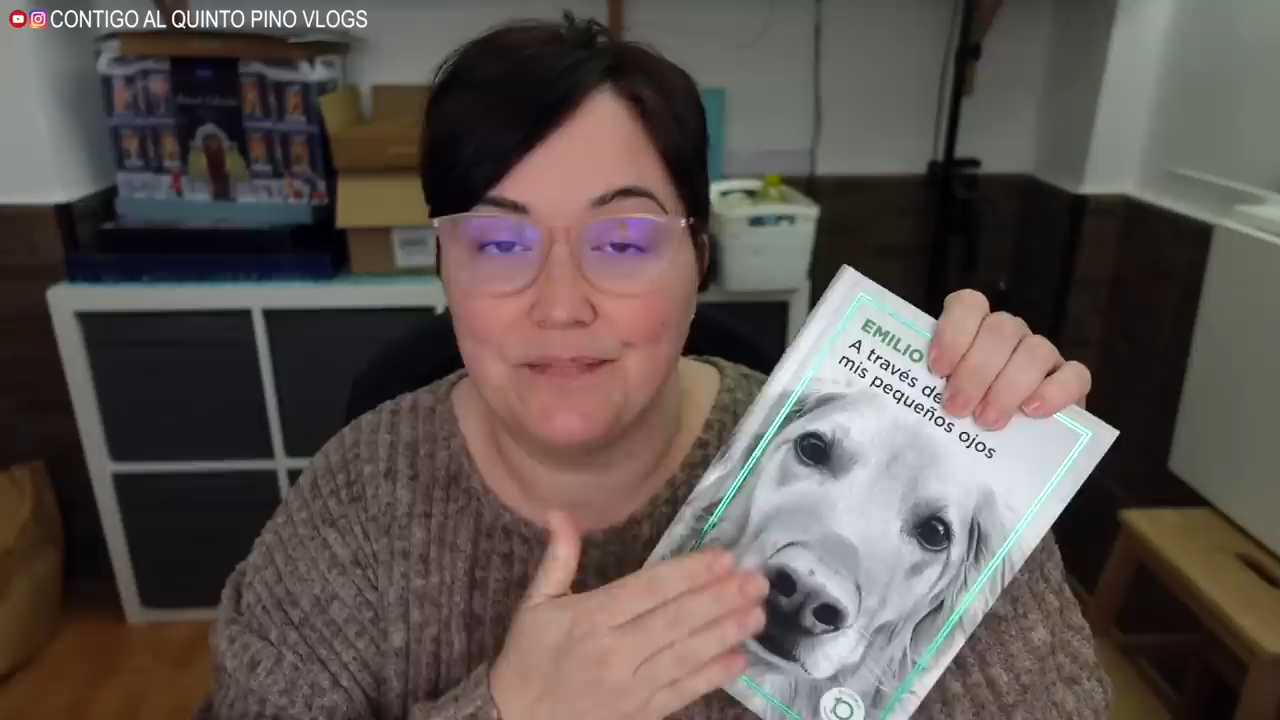 CONTIGO AL QUINTO PINO VLOGS
EMILIO
A través de
mis pequeños ojos